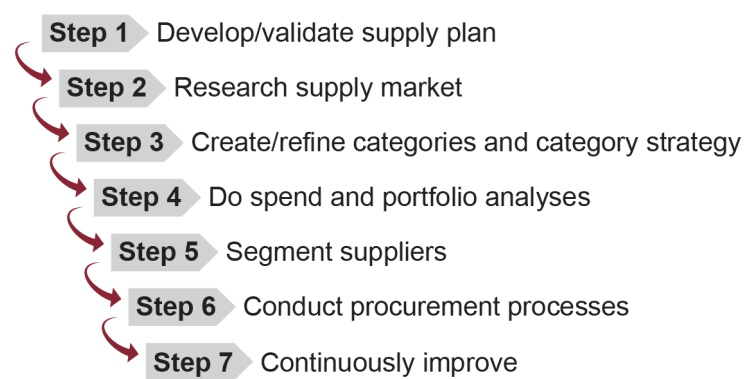 Step 1 Develop/validate supply plan
Step 2 Research supply market
Step 3 Create/refine categories and category strategy
Step 4 Do spend and portfolio analyses
Step 5 Segment suppliers
Step 6 Conduct procurement processes
Step 7 Continuously improve